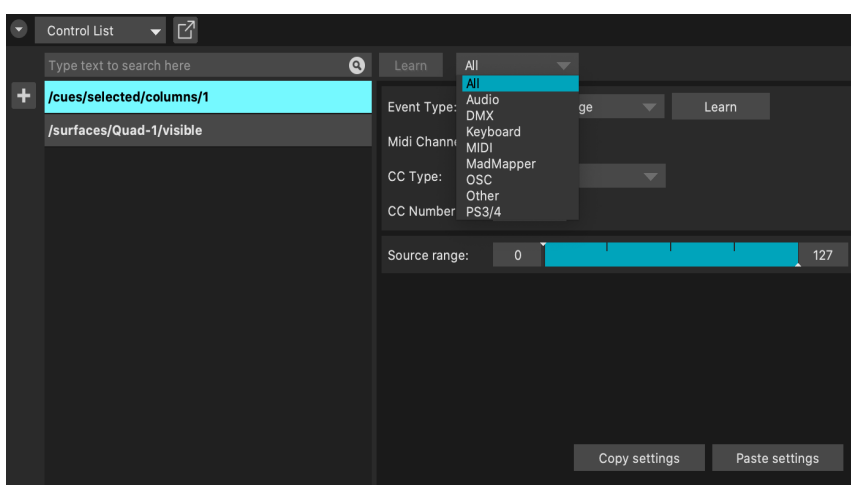 Control List
Type text to search here
Learn
All
/cues/selected/columns/1
/surfaces/Quad-1/visible
All
Audio
DMX
Keyboard
MIDI
MadMapper
OSC
Other
PS3/4
Event Type:
ge
Learn
Midi Chann
CC Type:
CC Number
Source range:
0
127
Copy settings
Paste settings